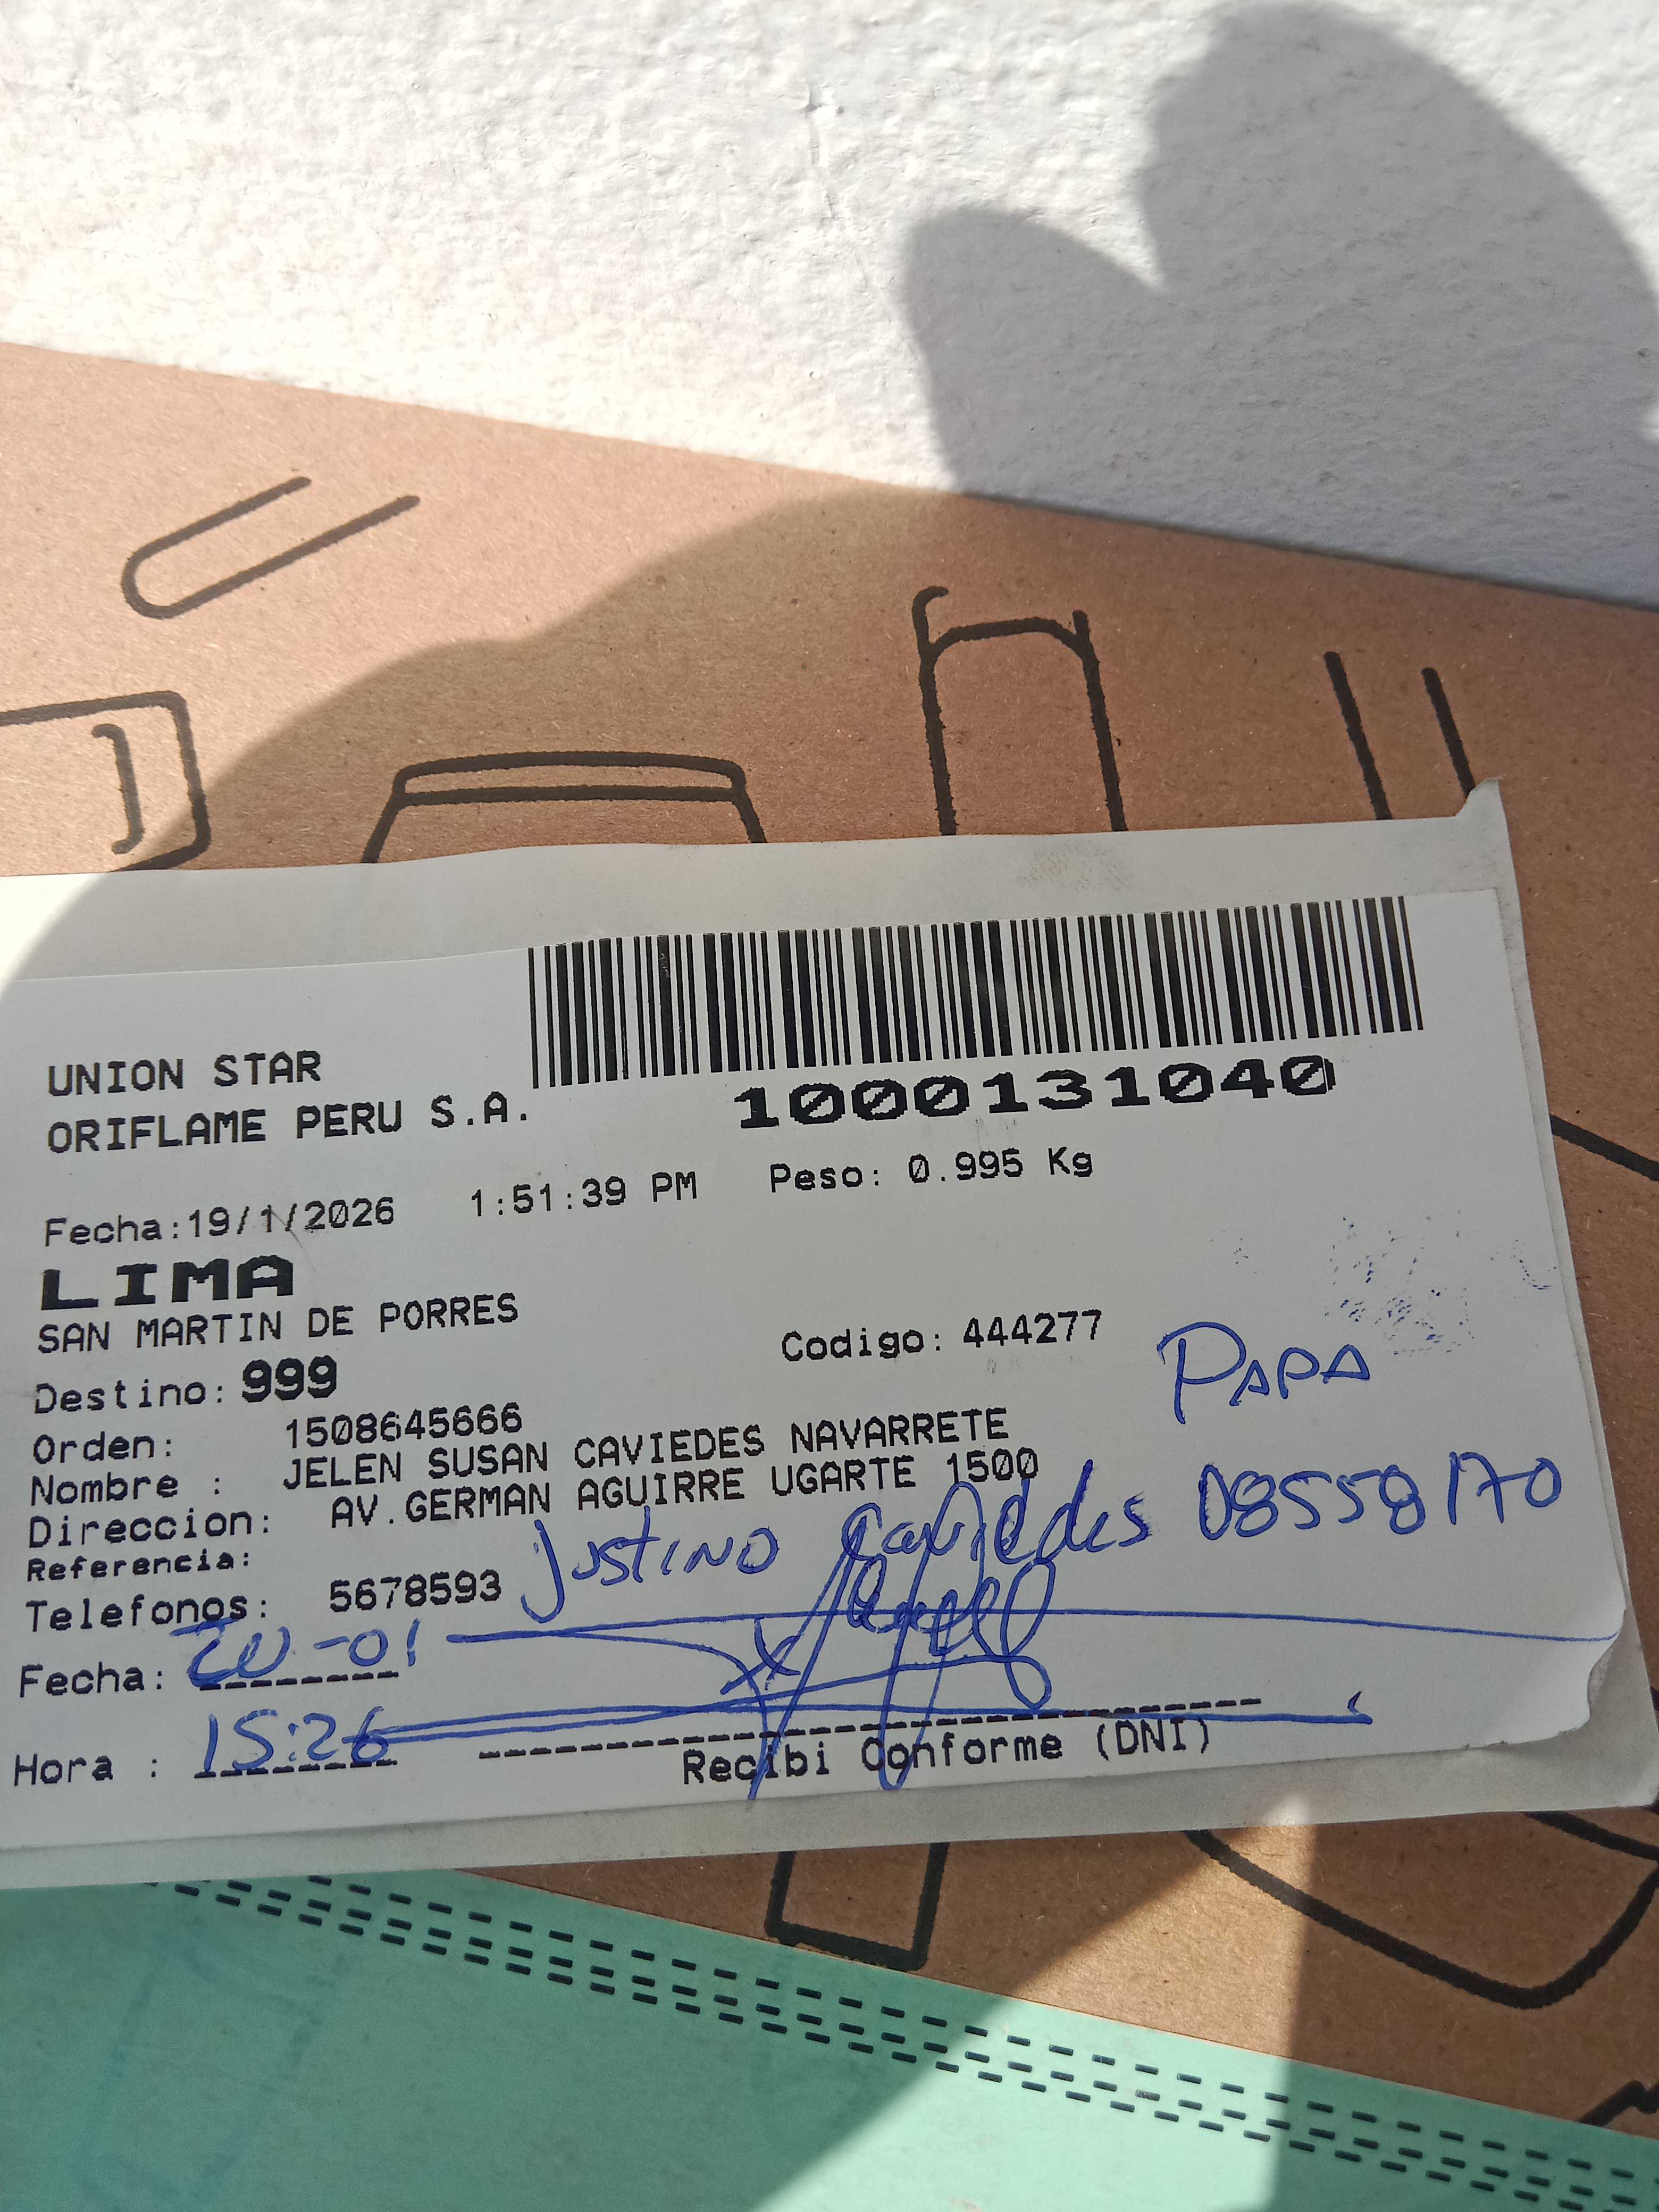 UNION STAR
ORIFLAME PERU S.A.
1000131040
Fecha:19/1/2026 1:51:39 PM Peso: 0.995 Kg
LIMA
SAN MARTIN DE PORRES
Destino: 999 Codigo: 444277
PAPA
Orden: 1508645666
Nombre : JELEN SUSAN CAVIEDES NAVARRETE
Direccion: AV.GERMAN AGUIRRE UGARTE 1500
Referencia:
Justino Caviedes 08558170
Telefonos: 5678593
Fecha: 20-01
Hora : 15:26
Recibi Conforme (DNI)